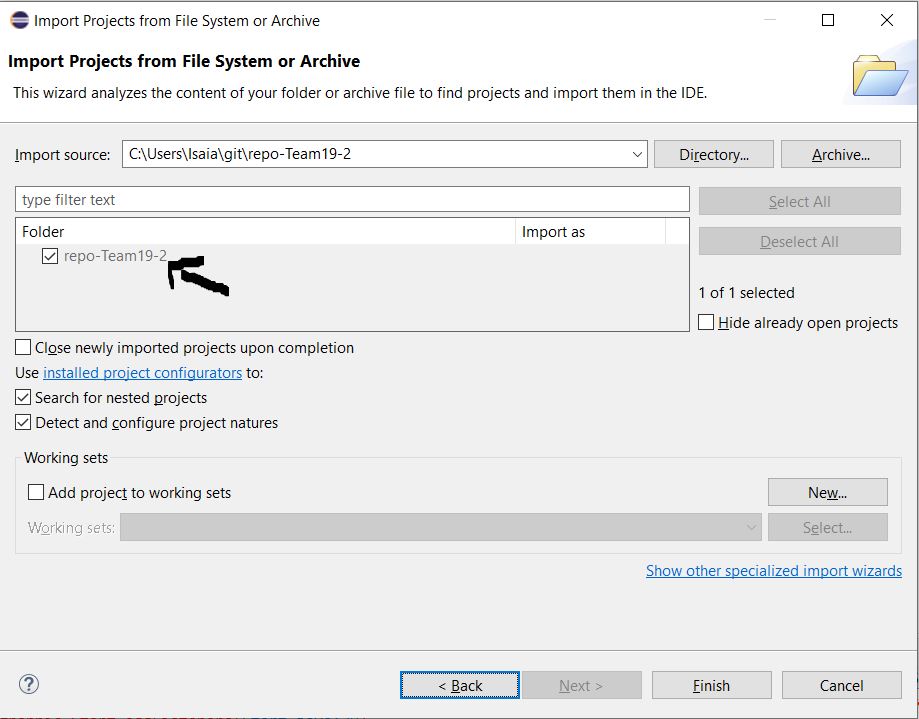 Import Projects from File System or Archive
Import Projects from File System or Archive
This wizard analyzes the content of your folder or archive file to find projects and import them in the IDE.
Import source: C:\Users\Isaia\git\repo-Team19-2 Directory... Archive...
type filter text Select All
Folder Import as
Deselect All
repo-Team19-2
1 of 1 selected
Hide already open projects
Close newly imported projects upon completion
Use installed project configurators to:
Search for nested projects
Detect and configure project natures
Working sets
Add project to working sets New...
Working sets: Select...
Show other specialized import wizards
? < Back Next > Finish Cancel